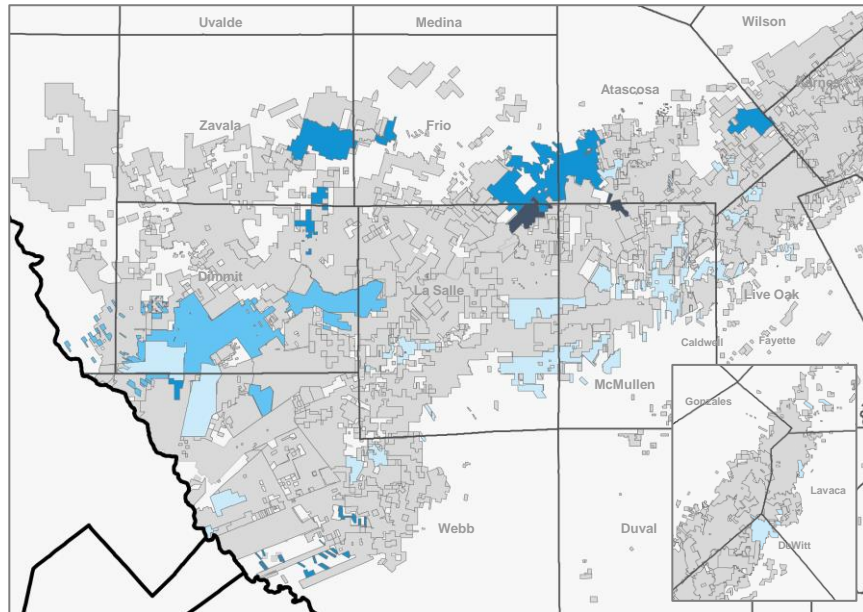 Uvalde
Medina
Wilson
Karnes
Atascosa
Zavala
Frio
Dimmit
La Salle
Live Oak
Caldwell
Fayette
McMullen
Gonzales
Lavaca
Webb
Duval
DeWitt